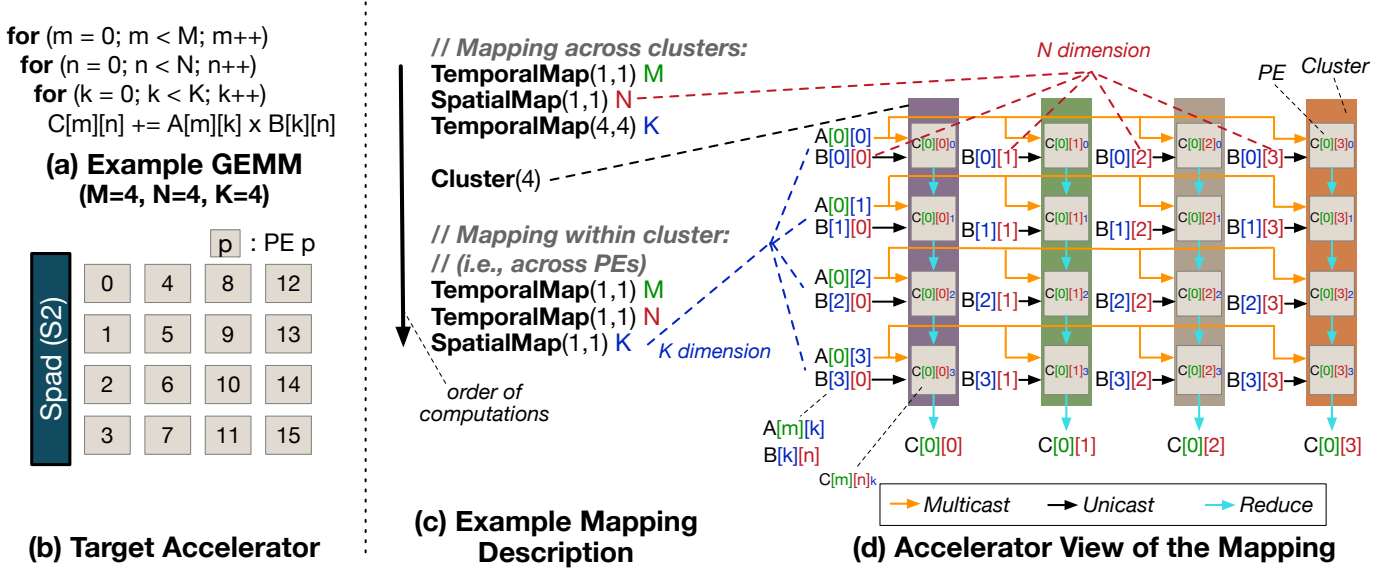 for (m = 0; m < M; m++)
for (n = 0; n < N; n++)
for (k = 0; k < K; k++)
C[m][n] += A[m][k] x B[k][n]
(a) Example GEMM
(M=4, N=4, K=4)
p : PE p
Spad (S2)
0 4 8 12
1 5 9 13
2 6 10 14
3 7 11 15
(b) Target Accelerator
// Mapping across clusters:
TemporalMap(1,1) M
SpatialMap(1,1) N
TemporalMap(4,4) K
Cluster(4)
// Mapping within cluster:
// (i.e., across PEs)
TemporalMap(1,1) M
TemporalMap(1,1) N
SpatialMap(1,1) K
order of
computations
(c) Example Mapping
Description
N dimension
PE
Cluster
K dimension
A[0][0]
B[0][0] C[0][0]0 B[0][1] C[0][1]0 B[0][2] C[0][2]0 B[0][3] C[0][3]0
A[0][1]
B[1][0] C[0][0]1 B[1][1] C[0][1]1 B[1][2] C[0][2]1 B[1][3] C[0][3]1
A[0][2]
B[2][0] C[0][0]2 B[2][1] C[0][1]2 B[2][2] C[0][2]2 B[2][3] C[0][3]2
A[0][3]
B[3][0] C[0][0]3 B[3][1] C[0][1]3 B[3][2] C[0][2]3 B[3][3] C[0][3]3
A[m][k]
B[k][n]
C[m][n]k
C[0][0] C[0][1] C[0][2] C[0][3]
Multicast Unicast Reduce
(d) Accelerator View of the Mapping